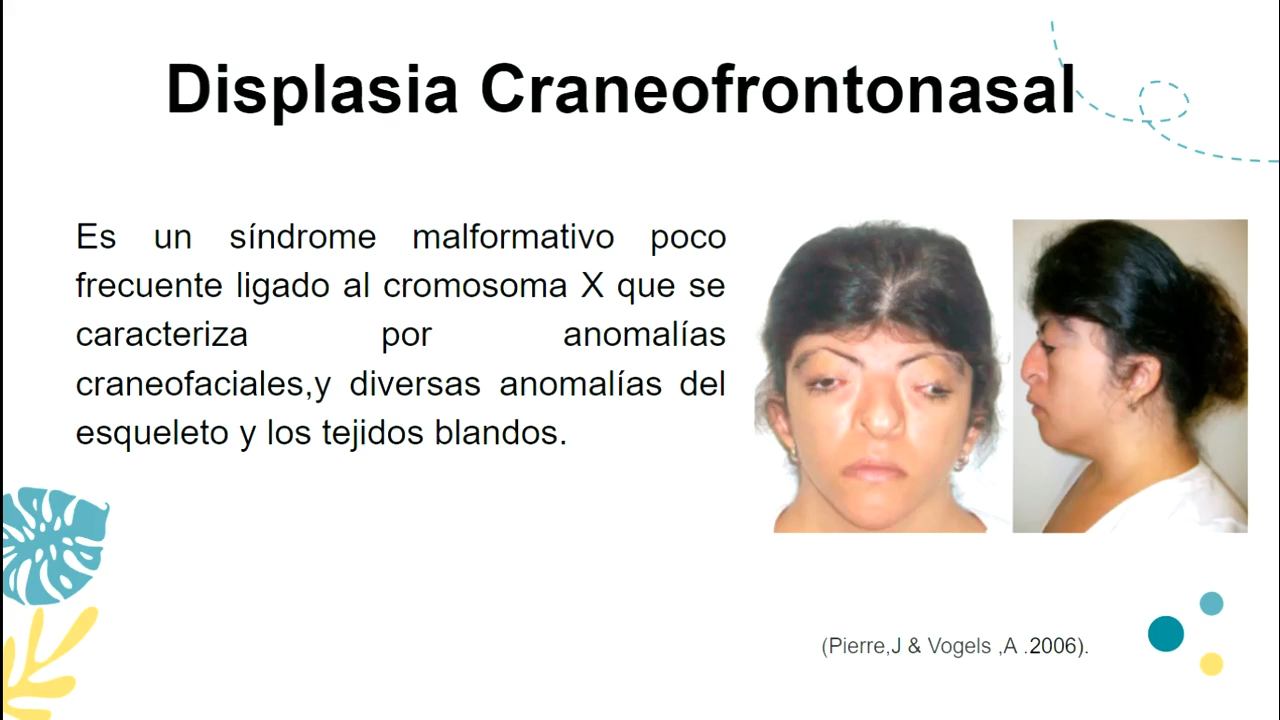 Displasia Craneofrontonasal
Es un síndrome malformativo poco
frecuente ligado al cromosoma X que se
caracteriza por anomalías
craneofaciales,y diversas anomalías del
esqueleto y los tejidos blandos.
(Pierre,J & Vogels ,A .2006).